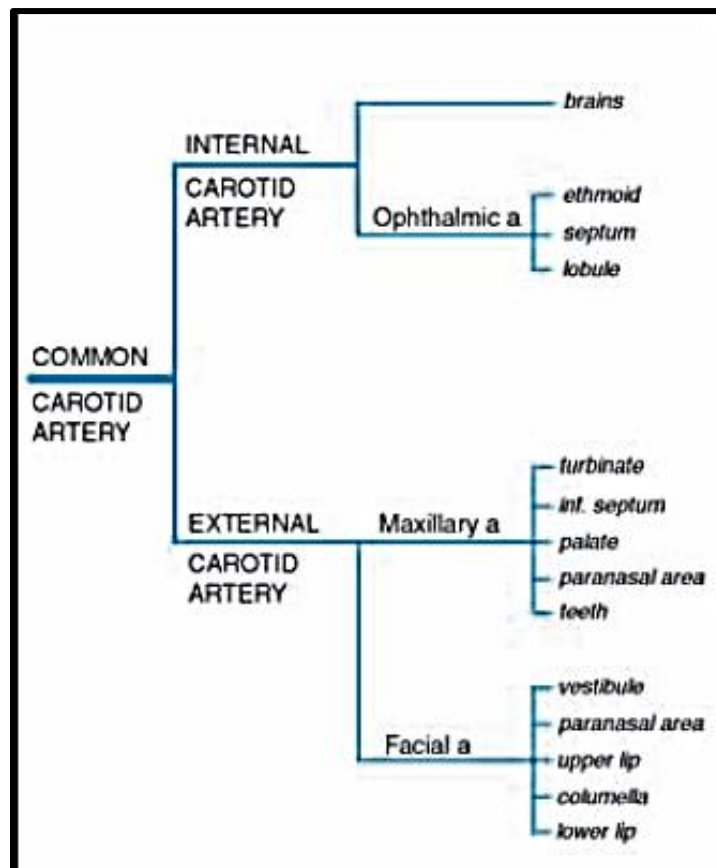 brains
INTERNAL
CAROTID
ARTERY
Ophthalmic a
ethmoid
septum
lobule
COMMON
CAROTID
ARTERY
turbinate
inf. septum
EXTERNAL
Maxillary a
palate
CAROTID
ARTERY
paranasal area
teeth
vestibule
paranasal area
Facial a
upper lip
columella
lower lip